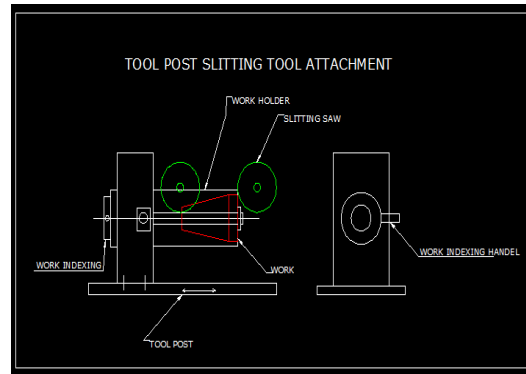 TOOL POST SLITTING TOOL ATTACHMENT
WORK HOLDER
SLITTING SAW
WORK INDEXING HANDEL
WORK INDEXING
WORK
TOOL POST